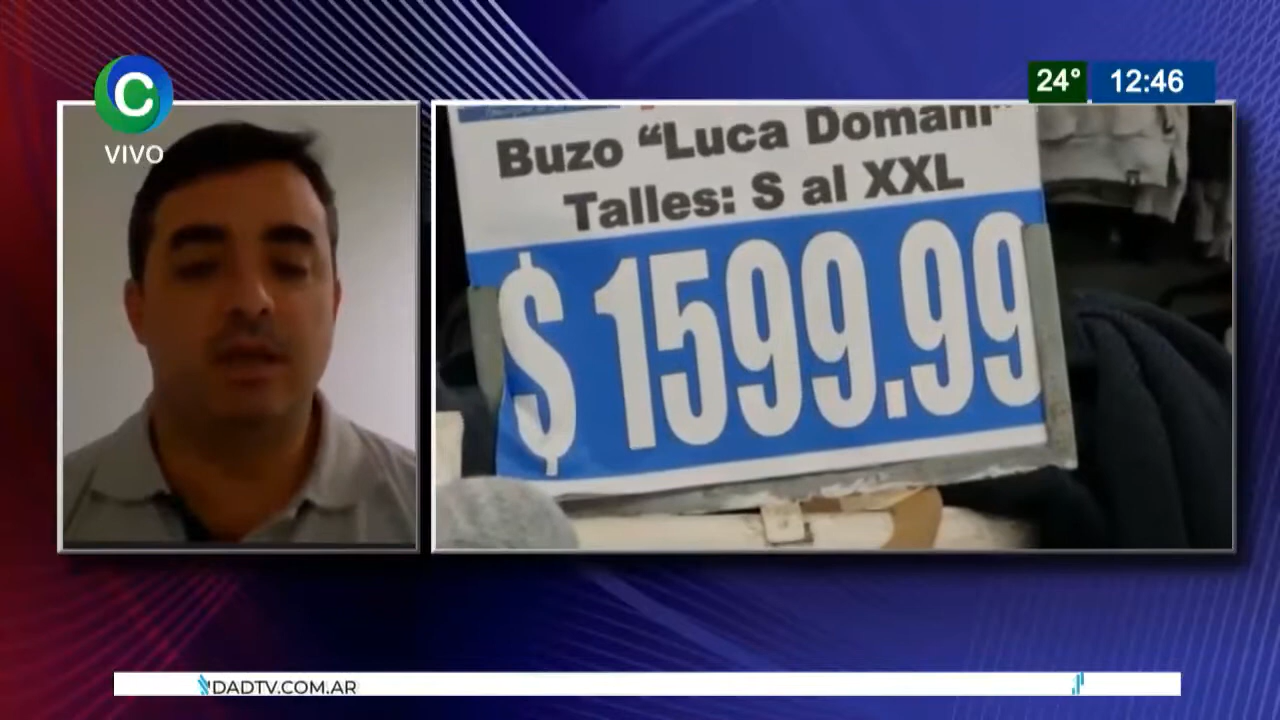 C
VIVO
24° 12:46
Buzo “Luca Domani”
Talles: S al XXL
$ 1599.99
DADTV.COM.AR